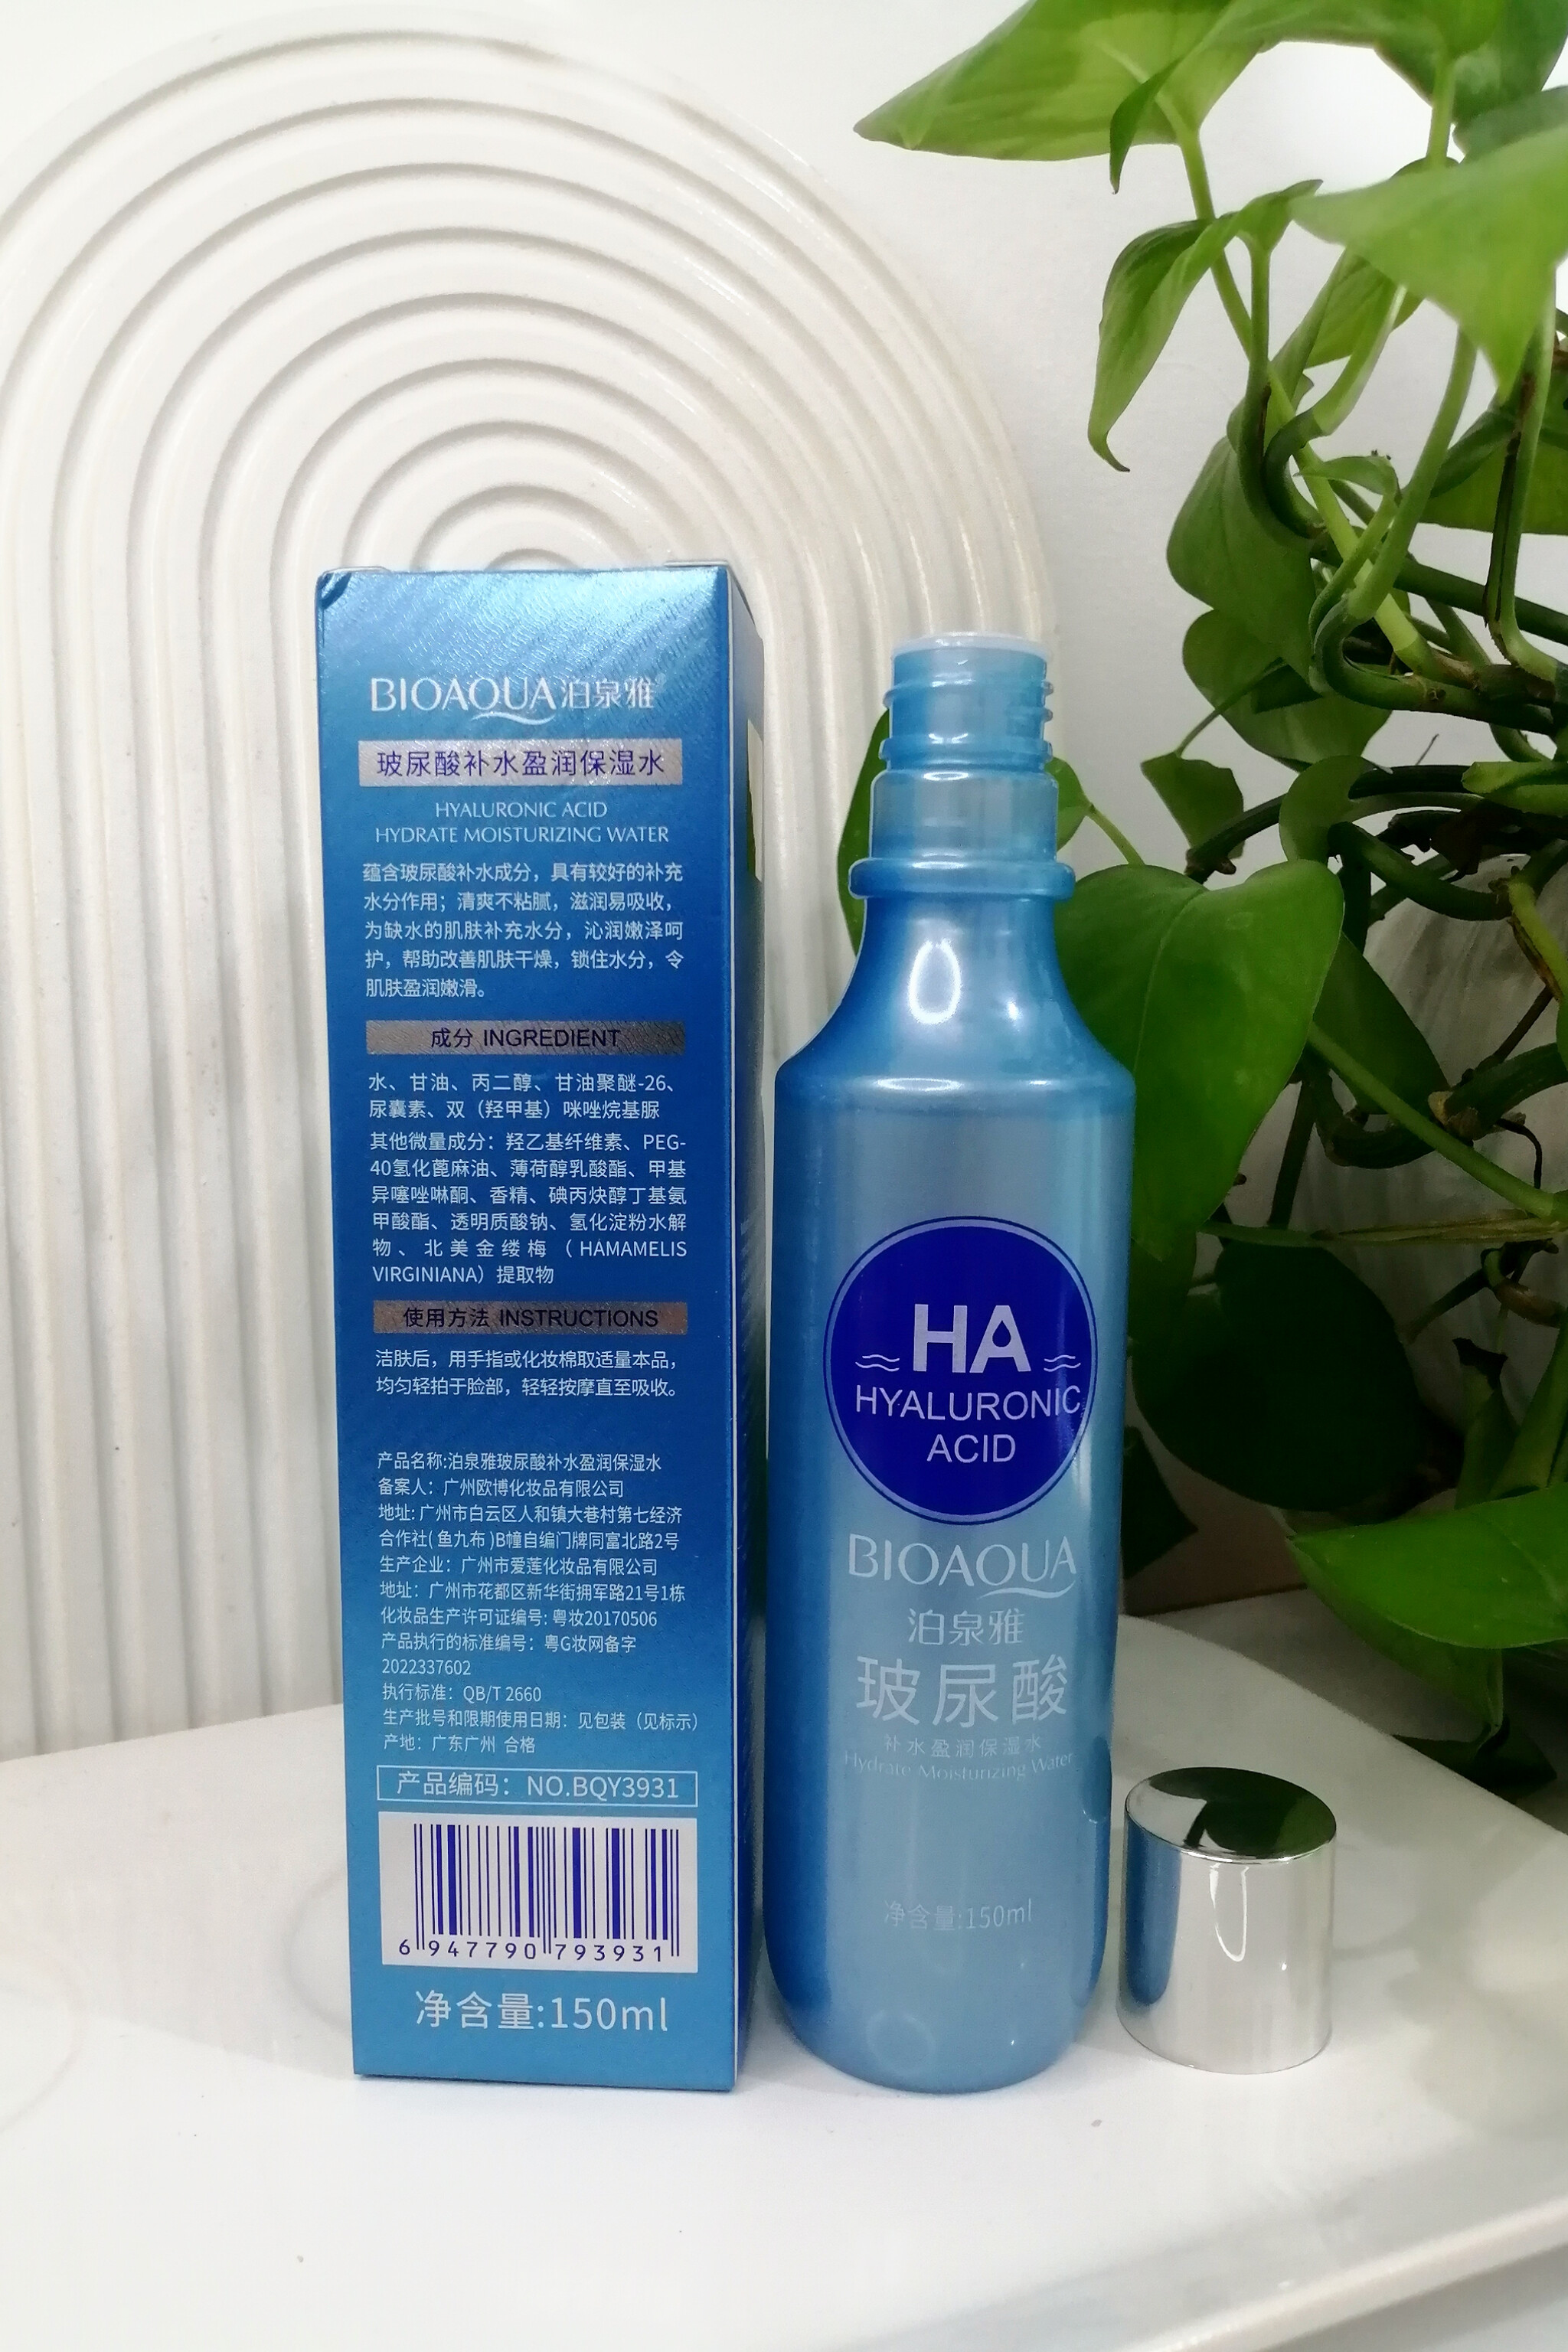 BIOAQUA泊泉雅
玻尿酸补水盈润保湿水
HYALURONIC ACID
HYDRATE MOISTURIZING WATER
蕴含玻尿酸补水成分，具有较好的补充
水分作用；清爽不粘腻，滋润易吸收，
为缺水的肌肤补充水分，沁润嫩泽呵
护，帮助改善肌肤干燥，锁住水分，令
肌肤盈润嫩滑。
成分 INGREDIENT
水、甘油、丙二醇、甘油聚醚-26、
尿囊素、双（羟甲基）咪唑烷基脲
其他微量成分：羟乙基纤维素、PEG-
40氢化蓖麻油、薄荷醇乳酸酯、甲基
异噻唑啉酮、香精、碘丙炔醇丁基氨
甲酸酯、透明质酸钠、氢化淀粉水解
物、北美金缕梅（HAMAMELIS
VIRGINIANA）提取物
使用方法 INSTRUCTIONS
洁肤后，用手指或化妆棉取适量本品，
均匀轻拍于脸部，轻轻按摩直至吸收。
产品名称:泊泉雅玻尿酸补水盈润保湿水
备案人：广州欧博化妆品有限公司
地址: 广州市白云区人和镇大巷村第七经济
合作社( 鱼九布 )B幢自编门牌同富北路2号
生产企业：广州市爱莲化妆品有限公司
地址：广州市花都区新华街拥军路21号1栋
化妆品生产许可证编号: 粤妆20170506
产品执行的标准编号：粤G妆网备字
2022337602
执行标准：QB/T 2660
生产批号和限期使用日期：见包装（见标示）
产地：广东广州 合格
产品编码：NO.BQY3931
6 947790 793931
净含量:150ml
HA
HYALURONIC
ACID
BIOAQUA
泊泉雅
玻尿酸
补水盈润保湿水
Hydrate Moisturizing Water
净含量:150ml